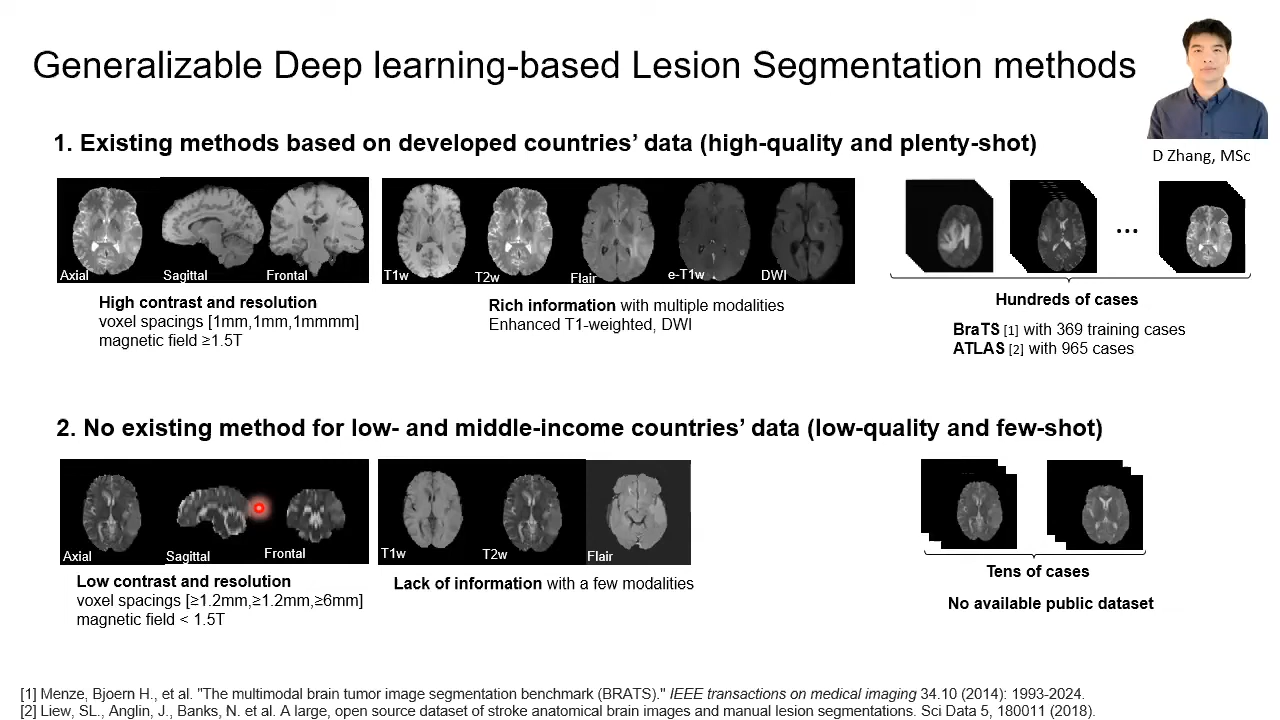 Generalizable Deep learning-based Lesion Segmentation methods
D Zhang, MSc
1. Existing methods based on developed countries’ data (high-quality and plenty-shot)
Axial
Sagittal
Frontal
T1w
T2w
Flair
e-T1w
DWI
...
High contrast and resolution
voxel spacings [1mm,1mm,1mmmm]
magnetic field ≥1.5T
Rich information with multiple modalities
Enhanced T1-weighted, DWI
Hundreds of cases
BraTS [1] with 369 training cases
ATLAS [2] with 965 cases
2. No existing method for low- and middle-income countries’ data (low-quality and few-shot)
Axial
Sagittal
Frontal
T1w
T2w
Flair
Low contrast and resolution
voxel spacings [≥1.2mm,≥1.2mm,≥6mm]
magnetic field < 1.5T
Lack of information with a few modalities
Tens of cases
No available public dataset
[1] Menze, Bjoern H., et al. "The multimodal brain tumor image segmentation benchmark (BRATS)." IEEE transactions on medical imaging 34.10 (2014): 1993-2024.
[2] Liew, SL., Anglin, J., Banks, N. et al. A large, open source dataset of stroke anatomical brain images and manual lesion segmentations. Sci Data 5, 180011 (2018).